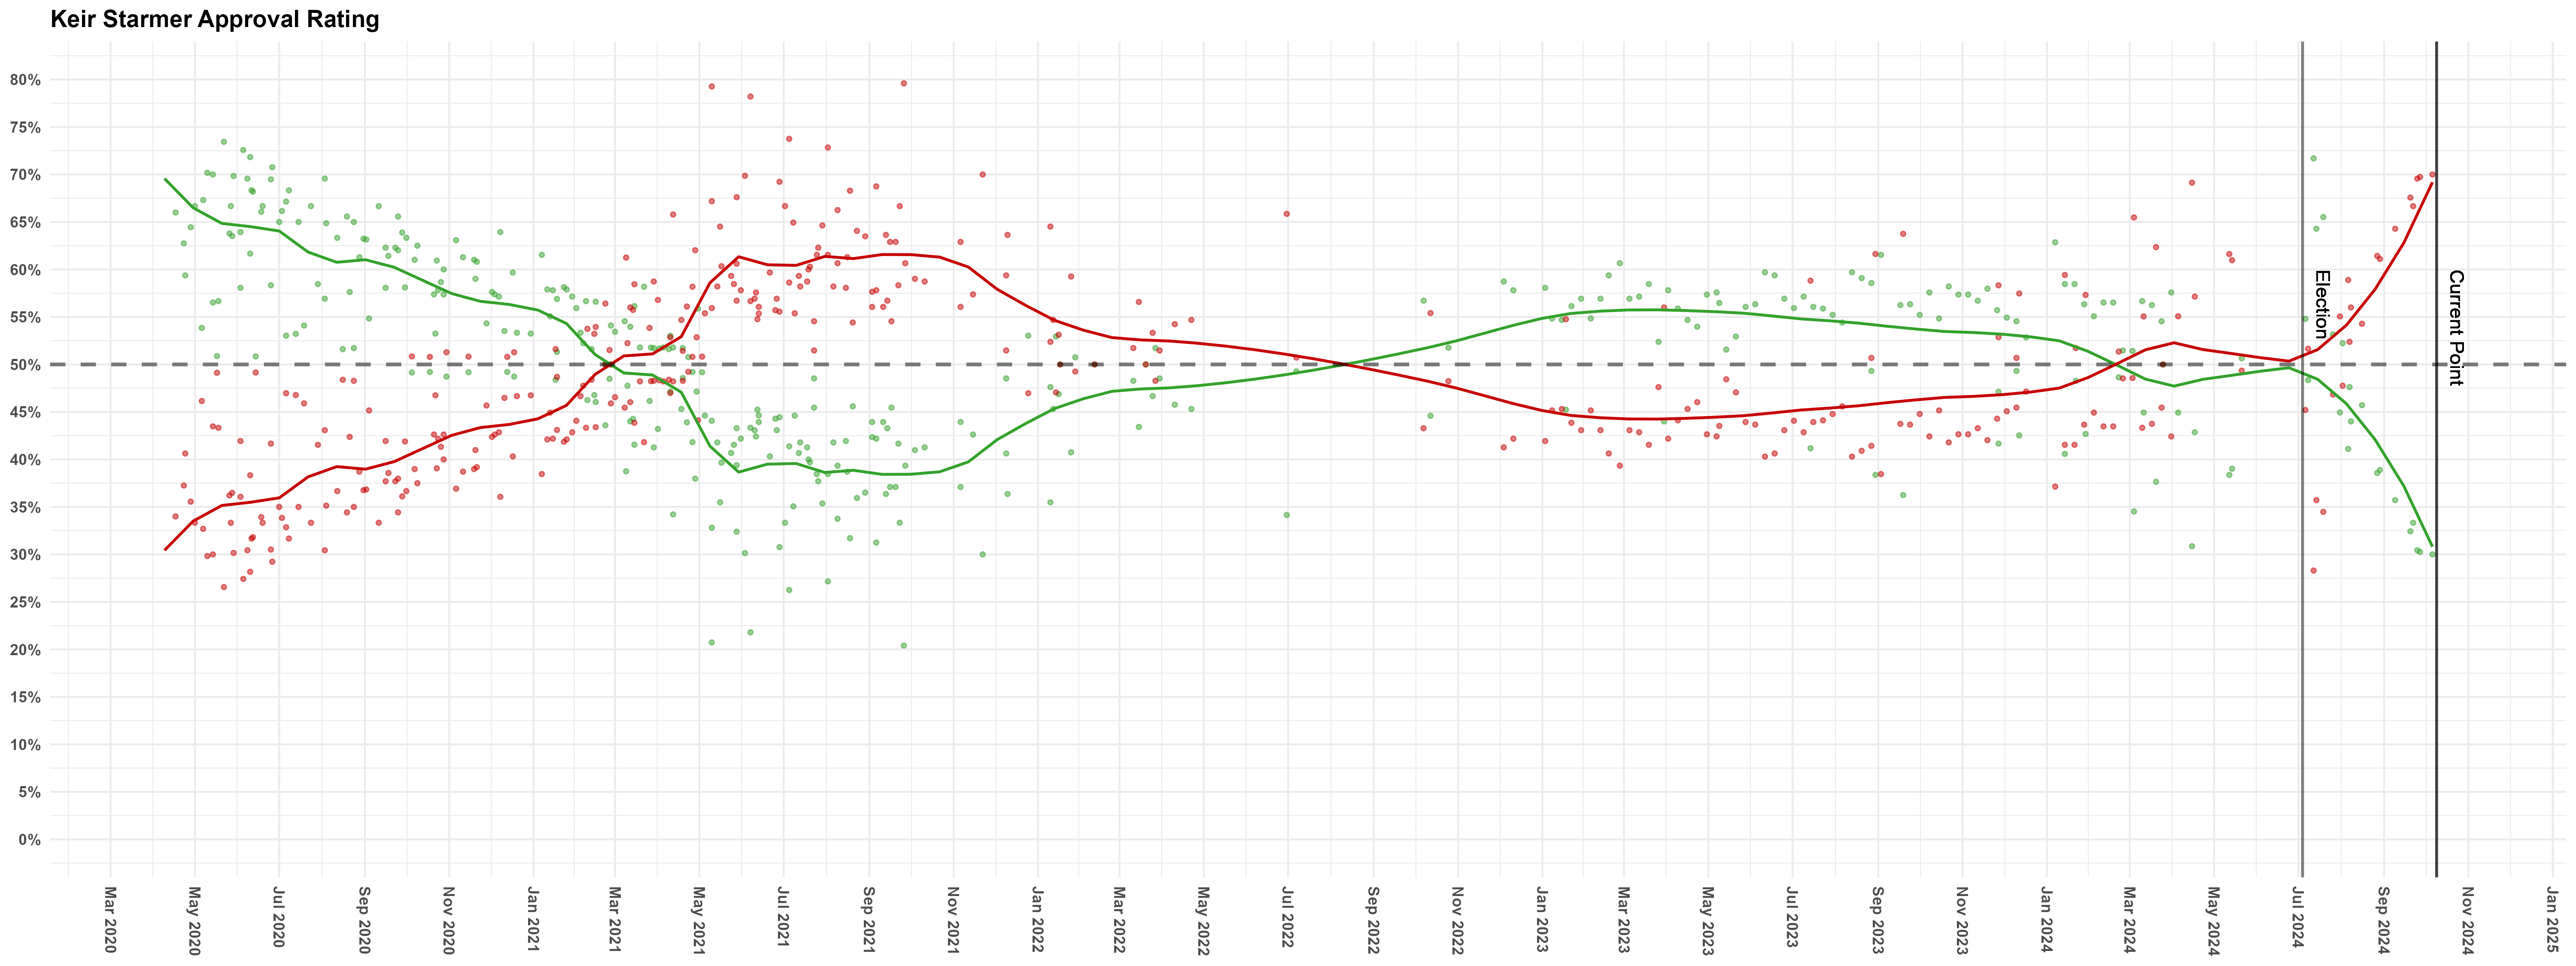 Keir Starmer Approval Rating
80%
75%
70%
65%
60%
55%
50%
45%
40%
35%
30%
25%
20%
15%
10%
5%
0%
Election
Current Point
Mar 2020
May 2020
Jul 2020
Sep 2020
Nov 2020
Jan 2021
Mar 2021
May 2021
Jul 2021
Sep 2021
Nov 2021
Jan 2022
Mar 2022
May 2022
Jul 2022
Sep 2022
Nov 2022
Jan 2023
Mar 2023
May 2023
Jul 2023
Sep 2023
Nov 2023
Jan 2024
Mar 2024
May 2024
Jul 2024
Sep 2024
Nov 2024
Jan 2025